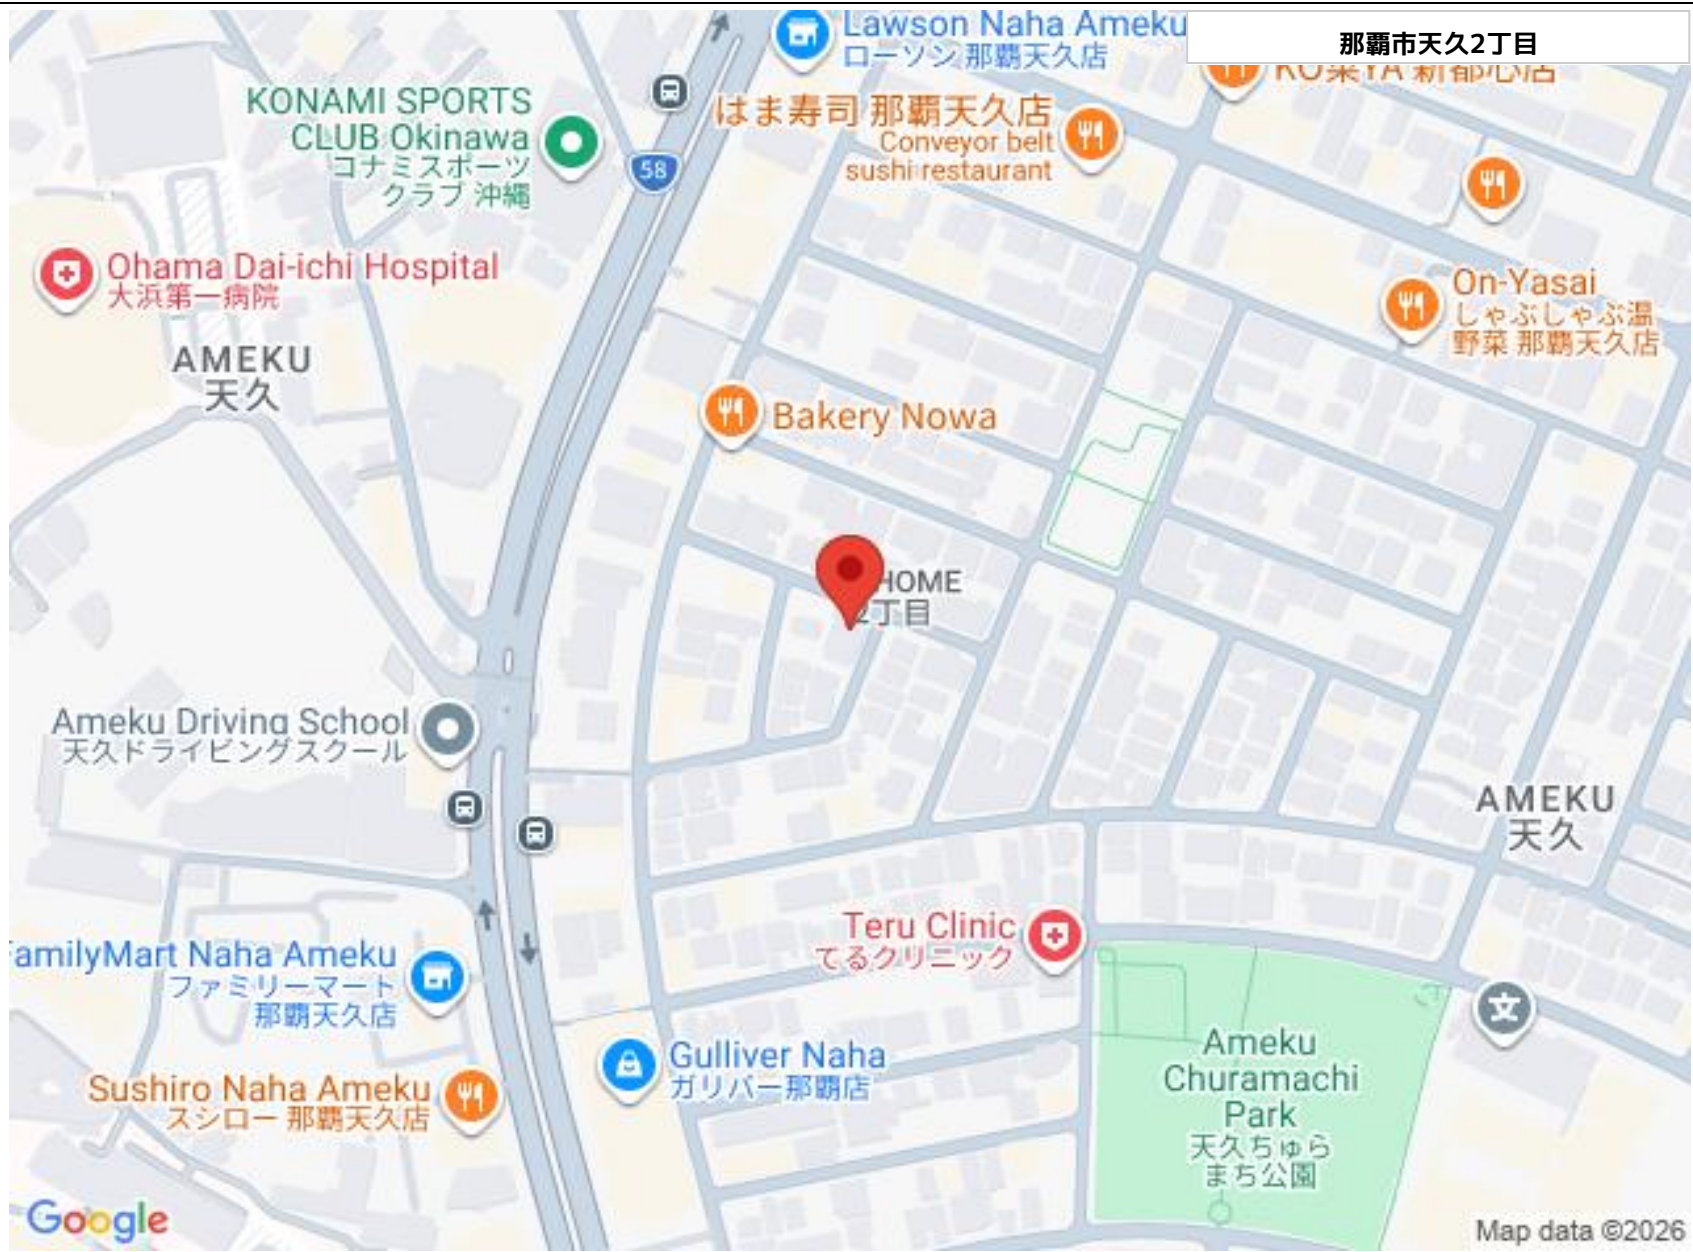 Lawson Naha Ameku
ローソン 那覇天久店
那覇市天久2丁目
KONAMI SPORTS
CLUB Okinawa
コナミスポーツ
クラブ 沖縄
58
はま寿司 那覇天久店
Conveyor belt
sushi restaurant
Ohama Dai-ichi Hospital
大浜第一病院
On-Yasai
しゃぶしゃぶ温
野菜 那覇天久店
AMEKU
天久
Bakery Nowa
HOME
2丁目
Ameku Driving School
天久ドライビングスクール
AMEKU
天久
Teru Clinic
てるクリニック
FamilyMart Naha Ameku
ファミリーマート
那覇天久店
文
Gulliver Naha
ガリバー那覇店
Ameku
Churamachi
Park
天久ちゅら
まち公園
Sushiro Naha Ameku
スシロー 那覇天久店
Google
Map data ©2026